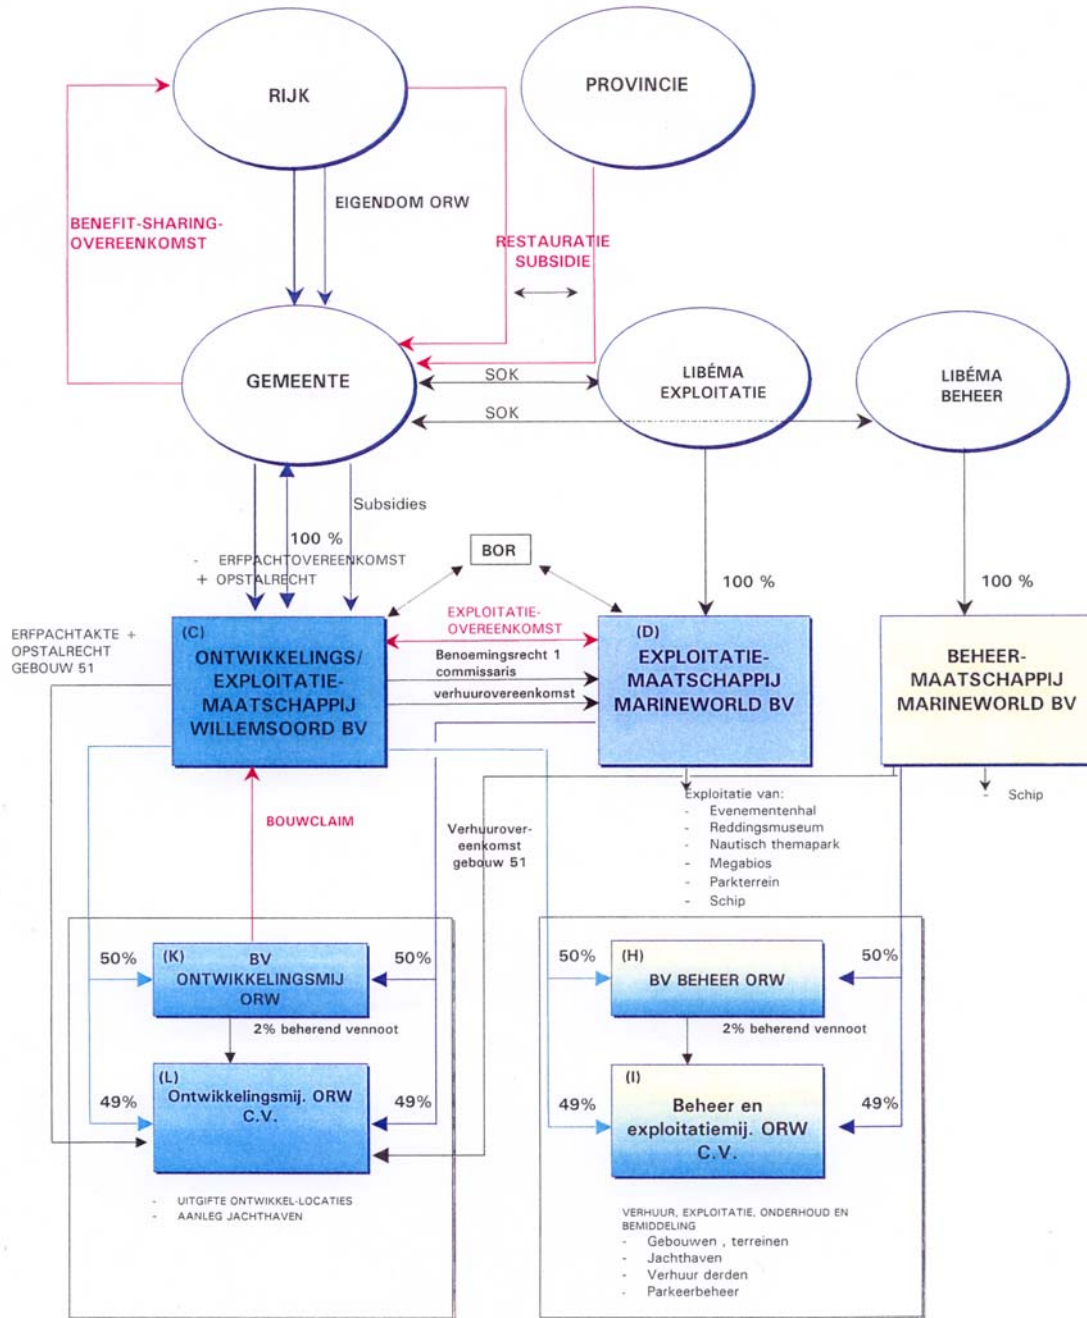 RIJK
PROVINCIE
EIGENDOM ORW
BENEFIT-SHARING-
OVEREENKOMST
RESTAURATIE
SUBSIDIE
GEMEENTE
SOK
SOK
LIBÉMA
EXPLOITATIE
LIBÉMA
BEHEER
Subsidies
100 %
- ERFPACHTOVEREENKOMST
+ OPSTALRECHT
BOR
100 %
100 %
ERFPACHTAKTE +
OPSTALRECHT
GEBOUW 51
(C)
ONTWIKKELINGS/
EXPLOITATIE-
MAATSCHAPPIJ
WILLEMSOORD BV
EXPLOITATIE-
OVEREENKOMST
Benoemingsrecht 1
commissaris
verhuurovereenkomst
(D)
EXPLOITATIE-
MAATSCHAPPIJ
MARINEWORLD BV
BEHEER-
MAATSCHAPPIJ
MARINEWORLD BV
BOUWCLAIM
Verhuurover-
eenkomst
gebouw 51
Exploitatie van:
- Evenementenhal
- Reddingsmuseum
- Nautisch themapark
- Megabios
- Parkterrein
- Schip
- Schip
50%
(K)
BV
ONTWIKKELINGSMIJ
ORW
50%
2% beherend vennoot
49%
(L)
Ontwikkelingsmij. ORW
C.V.
49%
- UITGIFTE ONTWIKKEL-LOCATIES
- AANLEG JACHTHAVEN
50%
(H)
BV BEHEER ORW
50%
2% beherend vennoot
49%
(I)
Beheer en
exploitatiemij. ORW
C.V.
49%
VERHUUR, EXPLOITATIE, ONDERHOUD EN
BEMIDDELING
- Gebouwen , terreinen
- Jachthaven
- Verhuur derden
- Parkeerbeheer